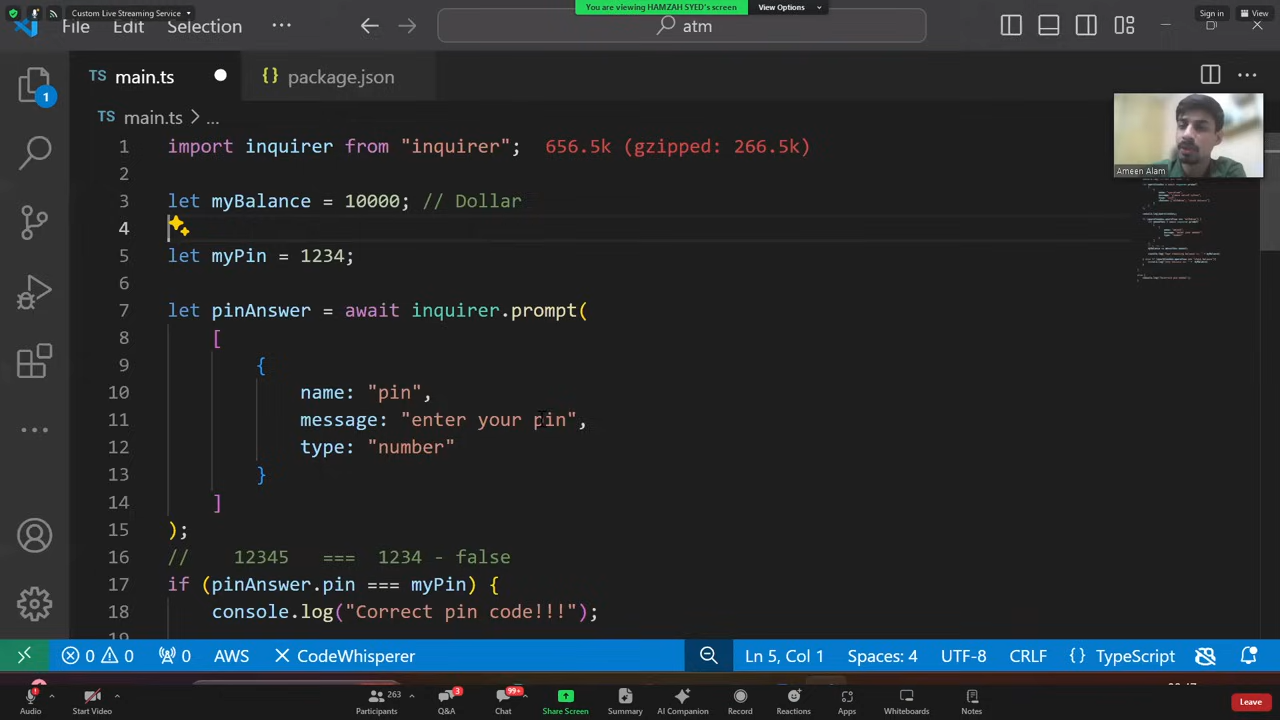 Custom Live Streaming Service
You are viewing HAMZAH SYED's screen
View Options
Sign in
View
File
Edit
Selection
atm
TS main.ts
{} package.json
1
TS main.ts > ...
Ameen Alam
1 import inquirer from "inquirer"; 656.5k (gzipped: 266.5k)
2
3 let myBalance = 10000; // Dollar
4
5 let myPin = 1234;
6
7 let pinAnswer = await inquirer.prompt(
8 [
9 {
10 name: "pin",
11 message: "enter your pin",
12 type: "number"
13 }
14 ]
15 );
16 // 12345 === 1234 - false
17 if (pinAnswer.pin === myPin) {
18 console.log("Correct pin code!!!");
0 0 0 AWS CodeWhisperer Ln 5, Col 1 Spaces: 4 UTF-8 CRLF {} TypeScript
263 3 99+
Audio Start Video Participants Q&A Chat Share Screen Summary AI Companion Record Reactions Apps Whiteboards Notes Leave